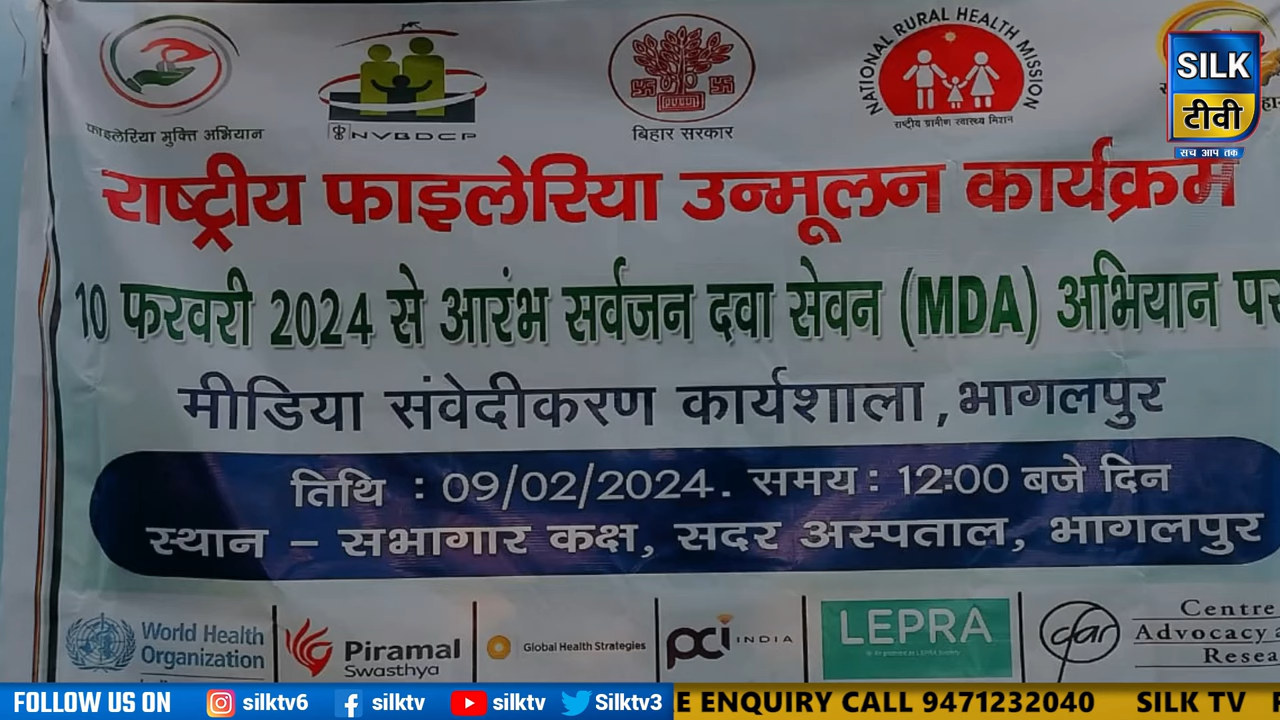 SILK
टीवी
सच आप तक
फाइलेरिया मुक्ति अभियान
NVBDCP
बिहार सरकार
NATIONAL RURAL HEALTH MISSION
राष्ट्रीय ग्रामीण स्वास्थ्य मिशन
राष्ट्रीय फाइलेरिया उन्मूलन कार्यक्रम
10 फरवरी 2024 से आरंभ सर्वजन दवा सेवन (MDA) अभियान पर
मीडिया संवेदीकरण कार्यशाला, भागलपुर
तिथि : 09/02/2024. समय: 12:00 बजे दिन
स्थान – सभागार कक्ष, सदर अस्पताल, भागलपुर
World Health
Organization
Piramal
Swasthya
Global Health Strategies
pci INDIA
LEPRA
cfar
Centre
Advocacy
Resea
FOLLOW US ON silktv6 silktv silktv Silktv3
E ENQUIRY CALL 9471232040 SILK TV